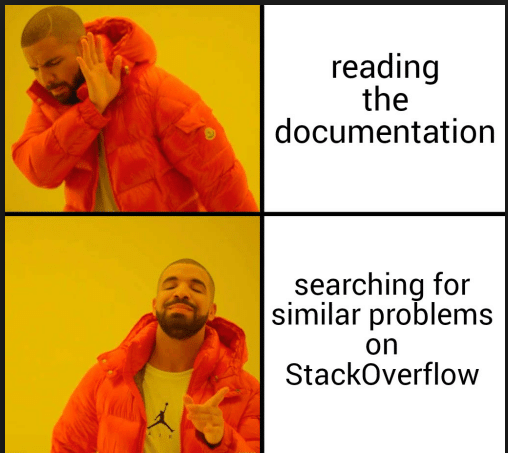 reading
the
documentation
searching for
similar problems
on
StackOverflow